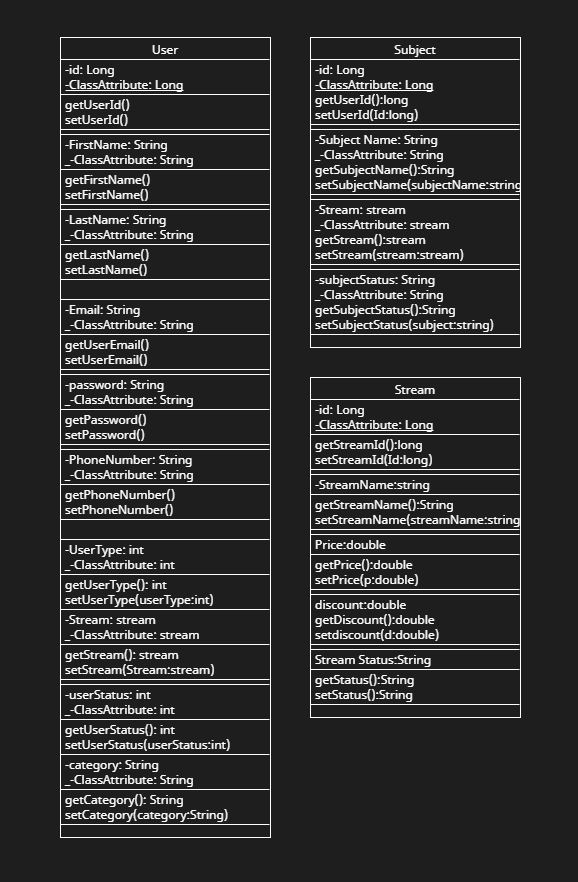 User
-id: Long
-ClassAttribute: Long
getUserId()
setUserId()
-FirstName: String
_-ClassAttribute: String
getFirstName()
setFirstName()
-LastName: String
_-ClassAttribute: String
getLastName()
setLastName()
-Email: String
_-ClassAttribute: String
getUserEmail()
setUserEmail()
-password: String
_-ClassAttribute: String
getPassword()
setPassword()
-PhoneNumber: String
_-ClassAttribute: String
getPhoneNumber()
setPhoneNumber()
-UserType: int
_-ClassAttribute: int
getUserType(): int
setUserType(userType:int)
-Stream: stream
_-ClassAttribute: stream
getStream(): stream
setStream(Stream:stream)
-userStatus: int
_-ClassAttribute: int
getUserStatus(): int
setUserStatus(userStatus:int)
-category: String
_-ClassAttribute: String
getCategory(): String
setCategory(category:String)
Subject
-id: Long
-ClassAttribute: Long
getUserId():long
setUserId(Id:long)
-Subject Name: String
_-ClassAttribute: String
getSubjectName():String
setSubjectName(subjectName:string
-Stream: stream
_-ClassAttribute: stream
getStream():stream
setStream(stream:stream)
-subjectStatus: String
_-ClassAttribute: String
getSubjectStatus():String
setSubjectStatus(subject:string)
Stream
-id: Long
-ClassAttribute: Long
getStreamId():long
setStreamId(Id:long)
-StreamName:string
getStreamName():String
setStreamName(streamName:string
Price:double
getPrice():double
setPrice(p:double)
discount:double
getDiscount():double
setdiscount(d:double)
Stream Status:String
getStatus():String
setStatus():String